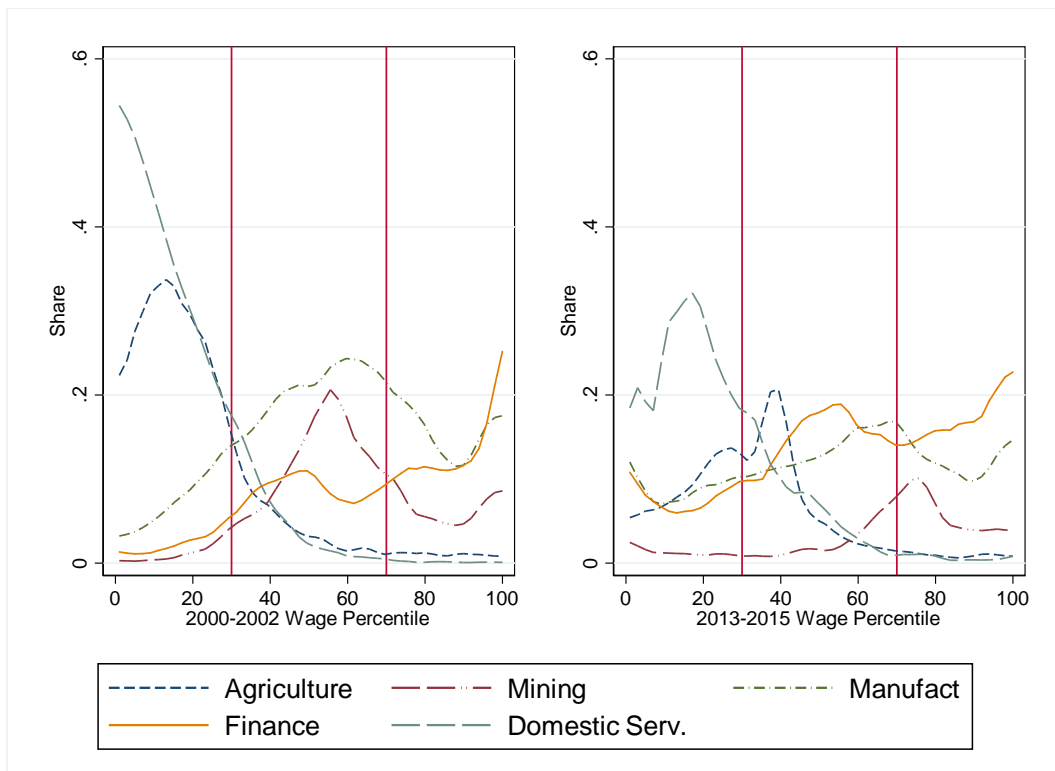 .6
.4
.2
0
Share
0 20 40 60 80 100
2000-2002 Wage Percentile
.6
.4
.2
0
Share
0 20 40 60 80 100
2013-2015 Wage Percentile
Agriculture Mining Manufact
Finance Domestic Serv.